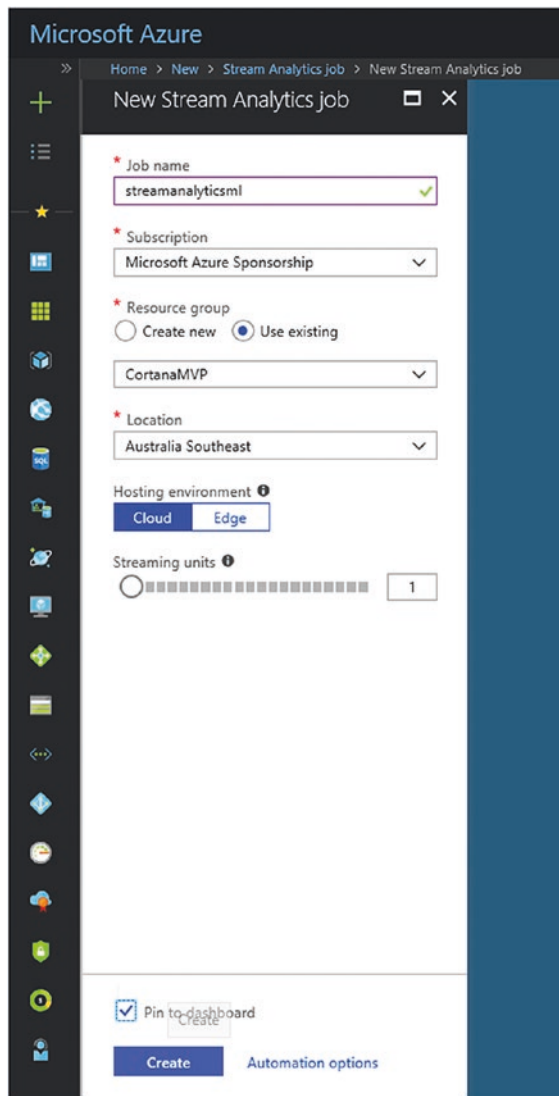 Microsoft Azure
» Home > New > Stream Analytics job > New Stream Analytics job
New Stream Analytics job
* Job name
streamanalyticsml
* Subscription
Microsoft Azure Sponsorship
* Resource group
Create new Use existing
CortanaMVP
* Location
Australia Southeast
Hosting environment
Cloud Edge
Streaming units
1
SQL
Pin to dashboard
Create
Create Automation options